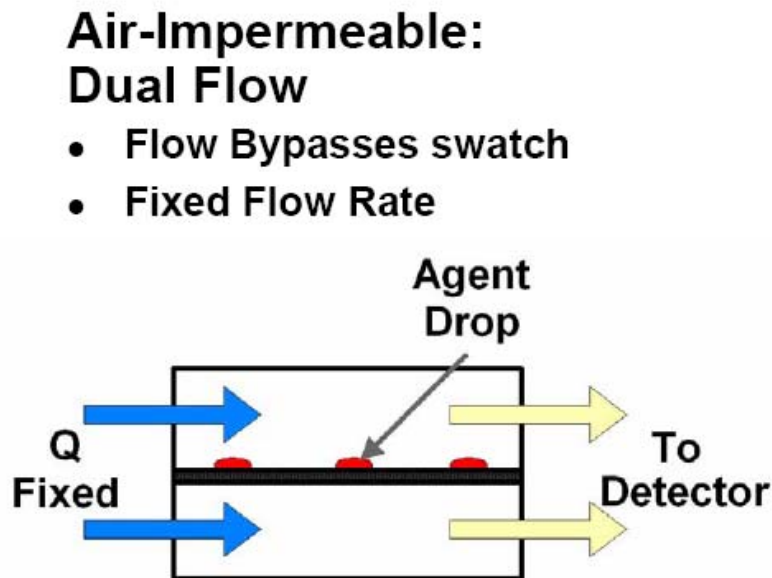 Air-Impermeable:
Dual Flow
• Flow Bypasses swatch
• Fixed Flow Rate
Agent
Drop
Q
Fixed
To
Detector